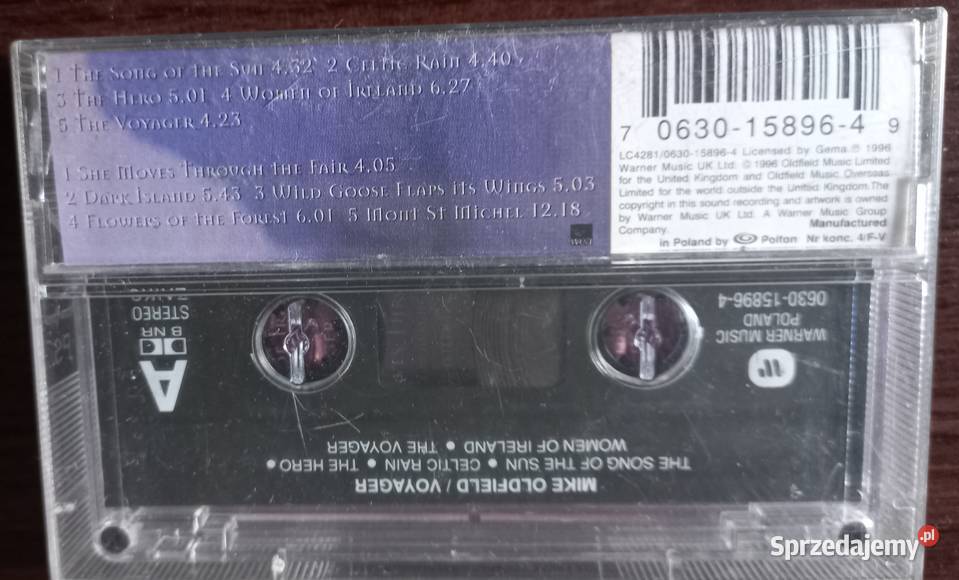 1 The Song of the Sun 4.32 2 Celtic Rain 4.40
3 The Hero 5.01 4 Women of Ireland 6.27
5 The Voyager 4.23
1 She Moves Through the Fair 4.05
2 Dark Island 5.43 3 Wild Goose Flaps its Wings 5.03
4 Flowers of the Forest 6.01 5 Mont St Michel 12.18
7 0630-15896-4 9
LC4281/0630-15896-4 Licensed by Gema ℗ 1996
Warner Music UK Ltd. © 1996 Oldfield Music Limited
for the United Kingdom and Oldfield Music Overseas
Limited for the world outside the United Kingdom.The
copyright in this sound recording and artwork is owned
by Warner Music UK Ltd. A Warner Music Group
Company. Manufactured
in Poland by Polton Nr konc. 4/F-V
MIKE OLDFIELD / VOYAGER
THE SONG OF THE SUN ● CELTIC RAIN ● THE HERO ●
WOMEN OF IRELAND ● THE VOYAGER
A
B NR
STEREO
ZAIKS
WARNER MUSIC
POLAND
0630-15896-4
Sprzedajemy.pl